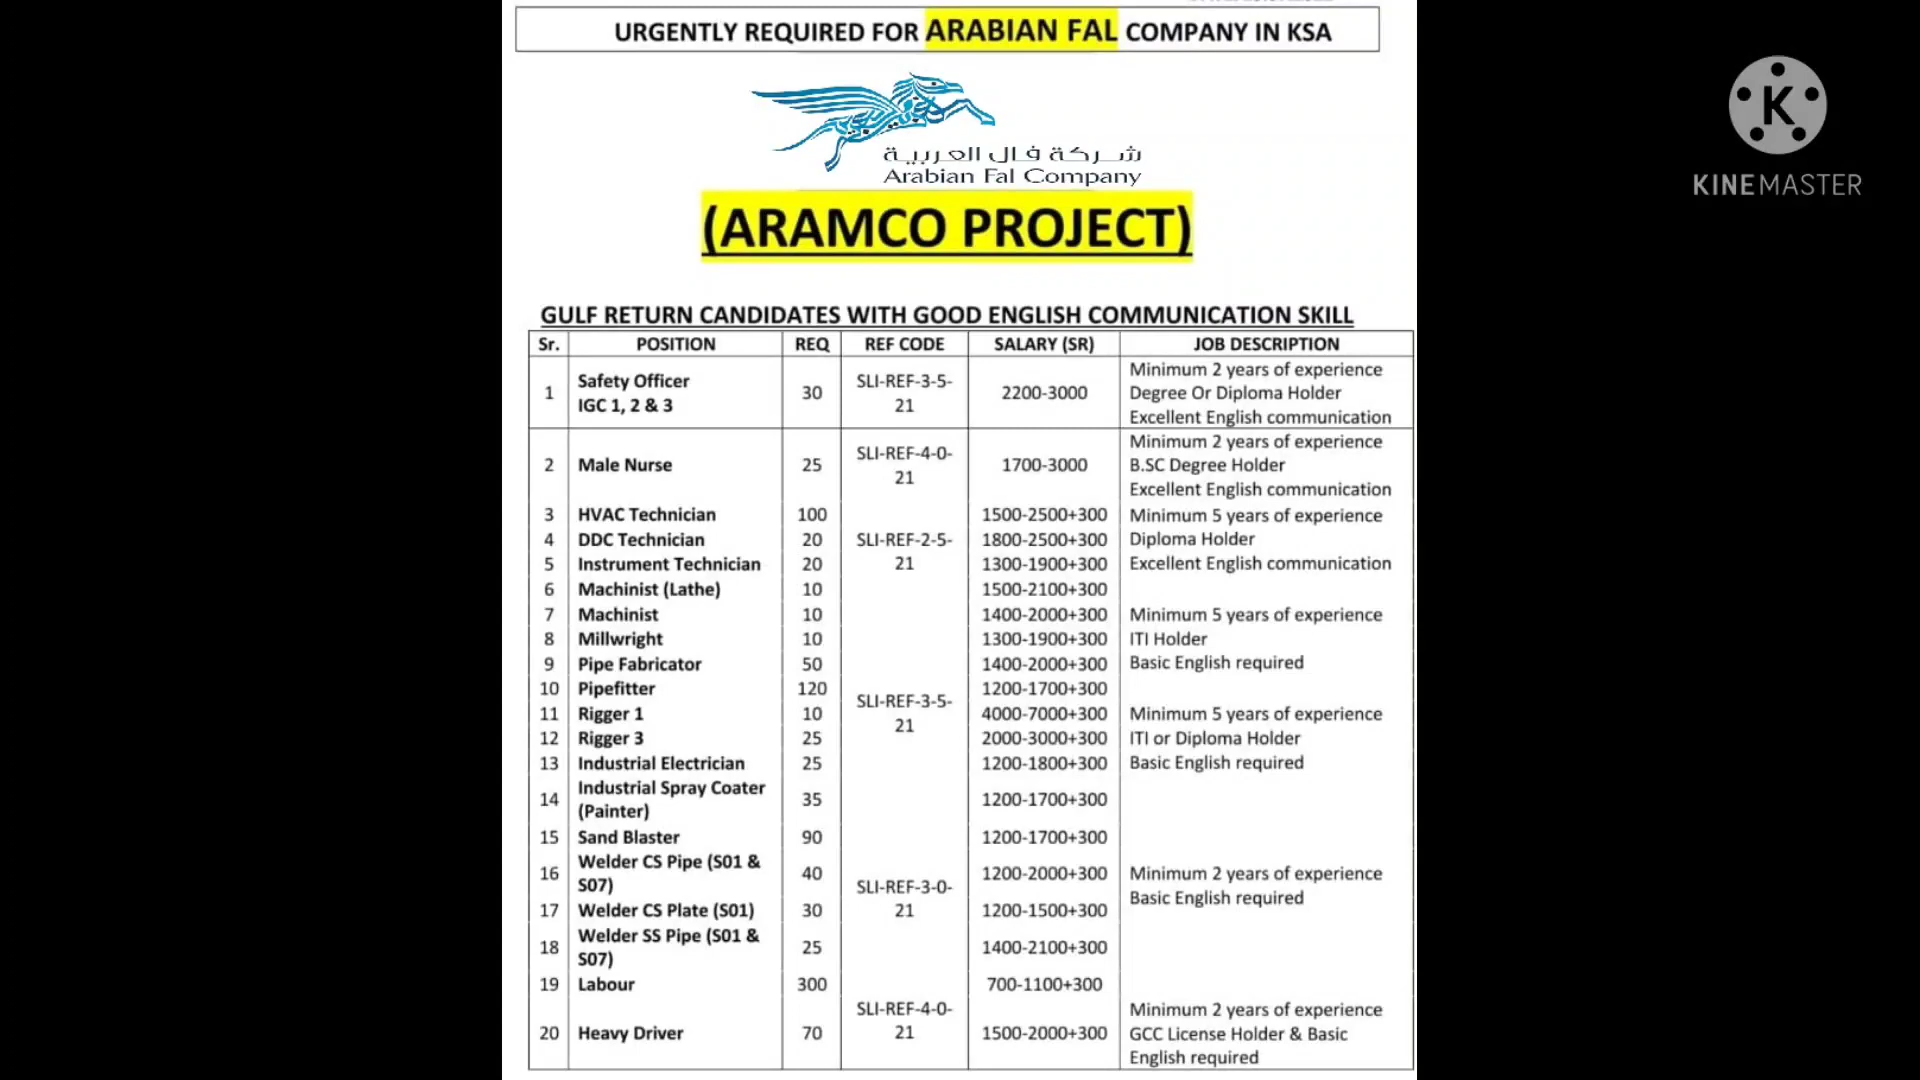 URGENTLY REQUIRED FOR ARABIAN FAL COMPANY IN KSA
شركة فال العربية
Arabian Fal Company
(ARAMCO PROJECT)
K
KINEMASTER
GULF RETURN CANDIDATES WITH GOOD ENGLISH COMMUNICATION SKILL
Sr. POSITION REQ REF CODE SALARY (SR) JOB DESCRIPTION
1 Safety Officer IGC 1, 2 & 3 30 SLI-REF-3-5-21 2200-3000 Minimum 2 years of experience
Degree Or Diploma Holder
Excellent English communication
2 Male Nurse 25 SLI-REF-4-0-21 1700-3000 Minimum 2 years of experience
B.SC Degree Holder
Excellent English communication
3 HVAC Technician 100 1500-2500+300 Minimum 5 years of experience
4 DDC Technician 20 SLI-REF-2-5-21 1800-2500+300 Diploma Holder
5 Instrument Technician 20 1300-1900+300 Excellent English communication
6 Machinist (Lathe) 10 1500-2100+300
7 Machinist 10 1400-2000+300 Minimum 5 years of experience
8 Millwright 10 1300-1900+300 ITI Holder
9 Pipe Fabricator 50 1400-2000+300 Basic English required
10 Pipefitter 120 SLI-REF-3-5-21 1200-1700+300
11 Rigger 1 10 4000-7000+300 Minimum 5 years of experience
12 Rigger 3 25 2000-3000+300 ITI or Diploma Holder
13 Industrial Electrician 25 1200-1800+300 Basic English required
14 Industrial Spray Coater (Painter) 35 1200-1700+300
15 Sand Blaster 90 1200-1700+300
16 Welder CS Pipe (S01 & S07) 40 SLI-REF-3-0-21 1200-2000+300 Minimum 2 years of experience
Basic English required
17 Welder CS Plate (S01) 30 1200-1500+300
18 Welder SS Pipe (S01 & S07) 25 1400-2100+300
19 Labour 300 700-1100+300
20 Heavy Driver 70 SLI-REF-4-0-21 1500-2000+300 Minimum 2 years of experience
GCC License Holder & Basic
English required